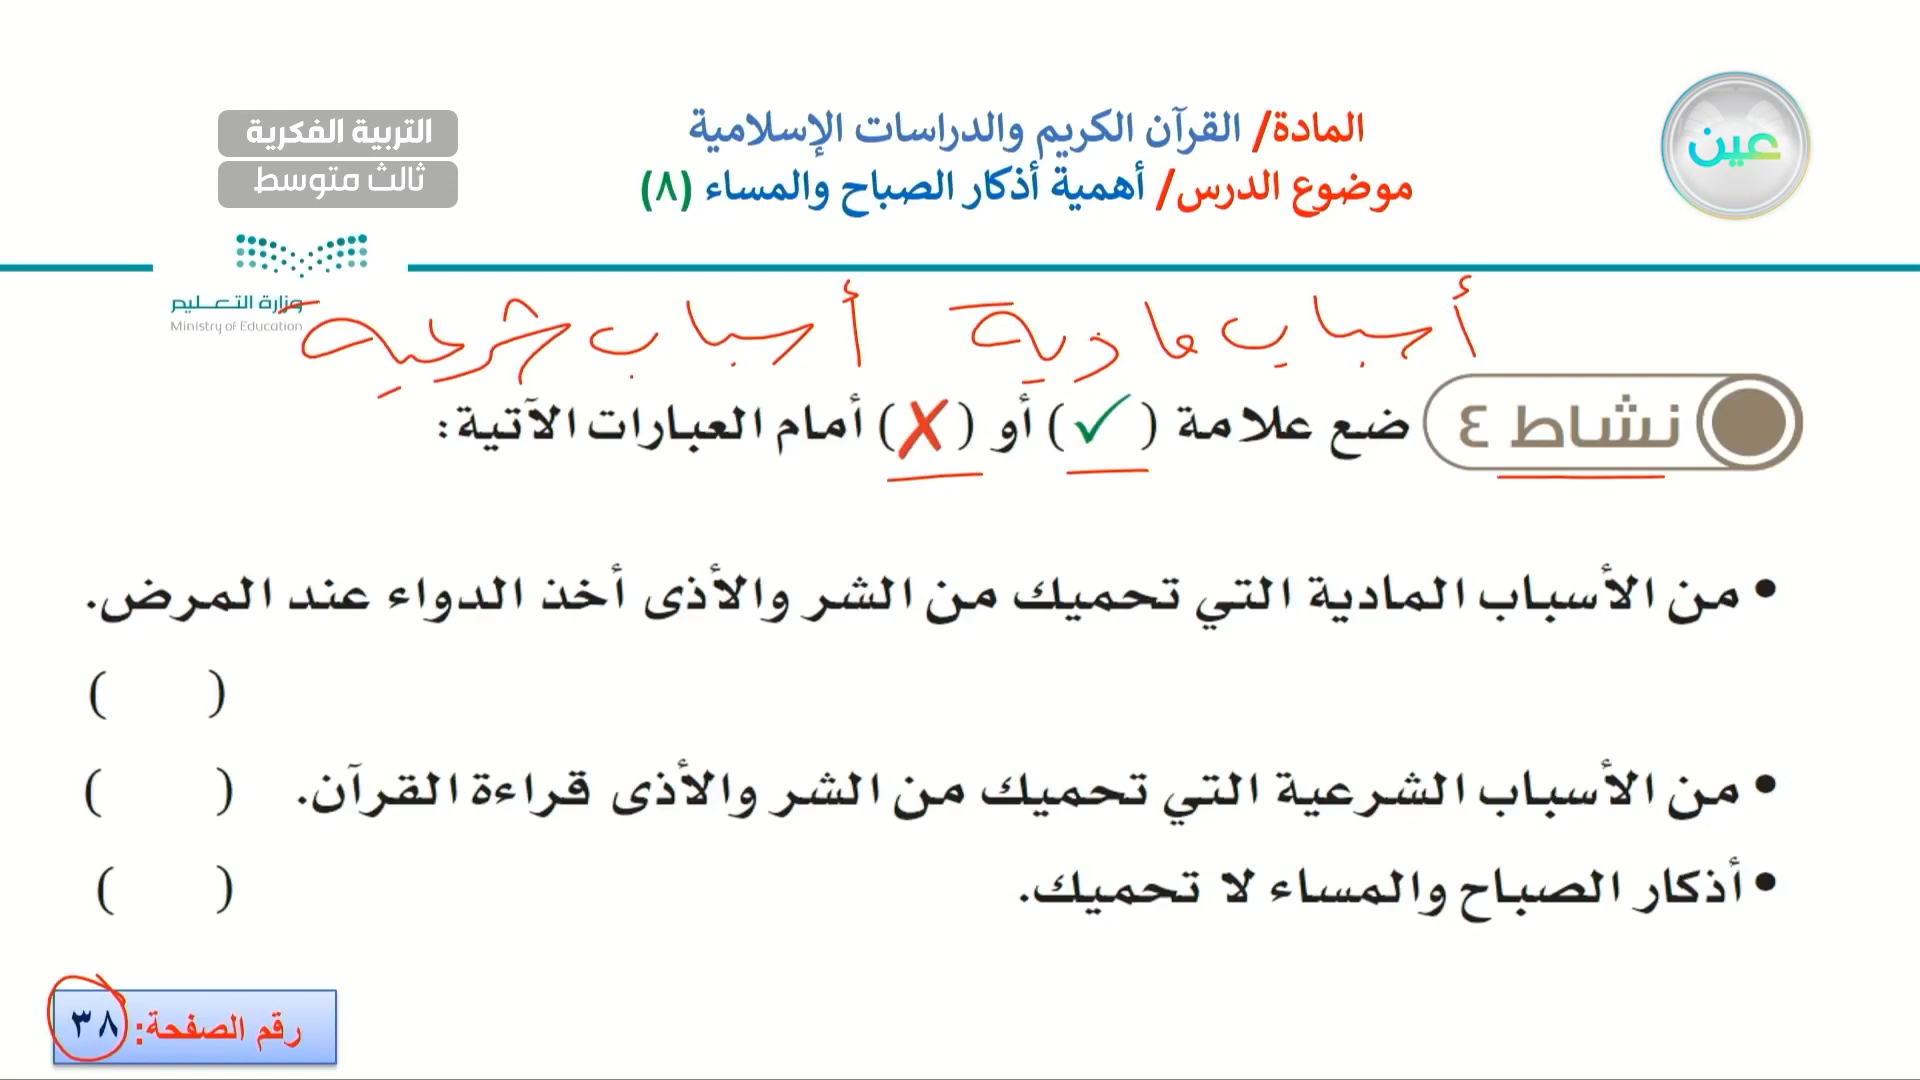 عين
المادة/ القرآن الكريم والدراسات الإسلامية
موضوع الدرس/ أهمية أذكار الصباح والمساء (٨)
التربية الفكرية
ثالث متوسط
وزارة التعليم
Ministry of Education
أسباب مادية أسباب شرعية
نشاط ٤ ضع علامة (✓) أو (✗) أمام العبارات الآتية:
• من الأسباب المادية التي تحميك من الشر والأذى أخذ الدواء عند المرض.
( )
• من الأسباب الشرعية التي تحميك من الشر والأذى قراءة القرآن. ( )
• أذكار الصباح والمساء لا تحميك. ( )
رقم الصفحة: ٣٨